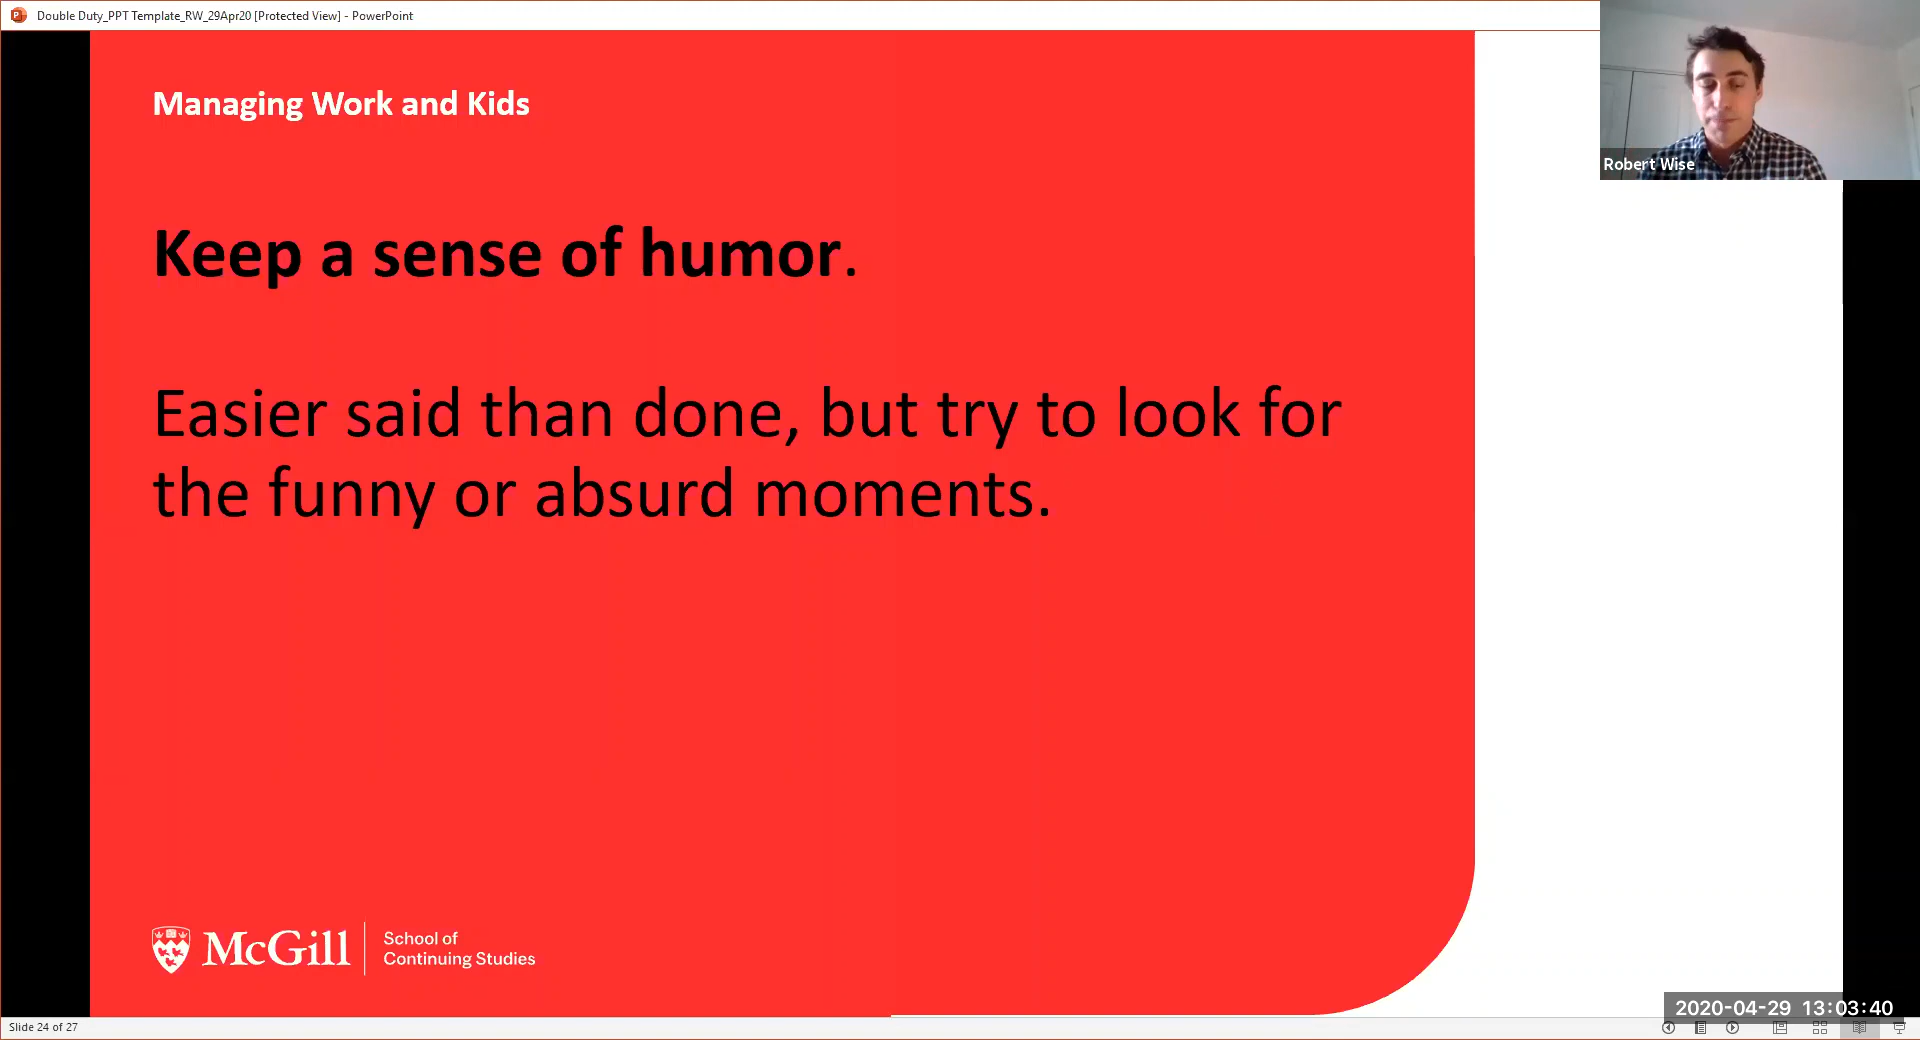 Double Duty_PPT Template_RW_29Apr20 [Protected View] - PowerPoint
Managing Work and Kids
Robert Wise
Keep a sense of humor.
Easier said than done, but try to look for
the funny or absurd moments.
McGill
School of
Continuing Studies
2020-04-29 13:03:40
Slide 24 of 27